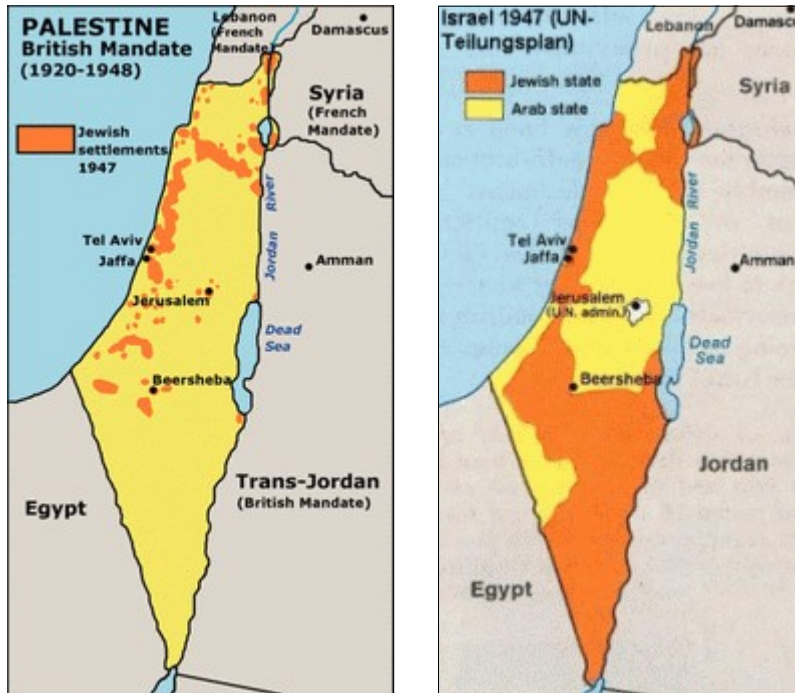 PALESTINE
British Mandate
(1920-1948)
Lebanon
(French
Mandate)
Damascus
Syria
(French
Mandate)
Jewish
settlements
1947
Tel Aviv
Jaffa
Jordan River
Amman
Jerusalem
Dead
Sea
Beersheba
Trans-Jordan
(British Mandate)
Egypt
Israel 1947 (UN-
Teilungsplan)
Lebanon
Damascus
Jewish state
Arab state
Syria
Tel Aviv
Jaffa
Jordan River
Amman
Jerusalem
(U.N. admin.)
Dead
Sea
Beersheba
Jordan
Egypt